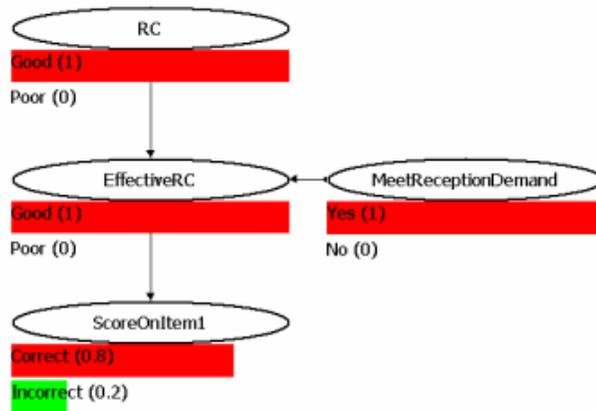 RC
Good (1)
Poor (0)
EffectiveRC
MeetReceptionDemand
Good (1)
Yes (1)
Poor (0)
No (0)
ScoreOnItem1
Correct (0.8)
Incorrect (0.2)